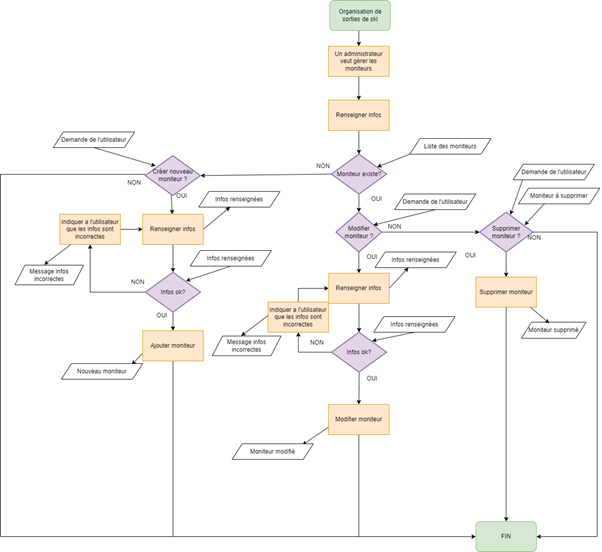 Organisation de
sorties de ski
Un administrateur
veut gérer les
moniteurs
Renseigner infos
Demande de l'utilisateur
Liste des moniteurs
NON
Créer nouveau
moniteur ?
Moniteur existe?
Demande de l'utilisateur
NON
OUI
OUI
Moniteur à supprimer
Infos renseignées
Demande de l'utilisateur
Indiquer a l'utilisateur
que les infos sont
incorrectes
Renseigner infos
Modifier
moniteur ?
NON
Supprimer
moniteur ?
NON
Infos renseignées
OUI
Infos renseignées
OUI
Message infos
incorrectes
NON
Infos ok?
Renseigner infos
Supprimer moniteur
Indiquer a l'utilisateur
que les infos sont
incorrectes
OUI
Infos renseignées
Moniteur supprimé
Message infos
incorrectes
NON
Ajouter moniteur
Infos ok?
Nouveau moniteur
OUI
Modifier moniteur
Moniteur modifié
FIN